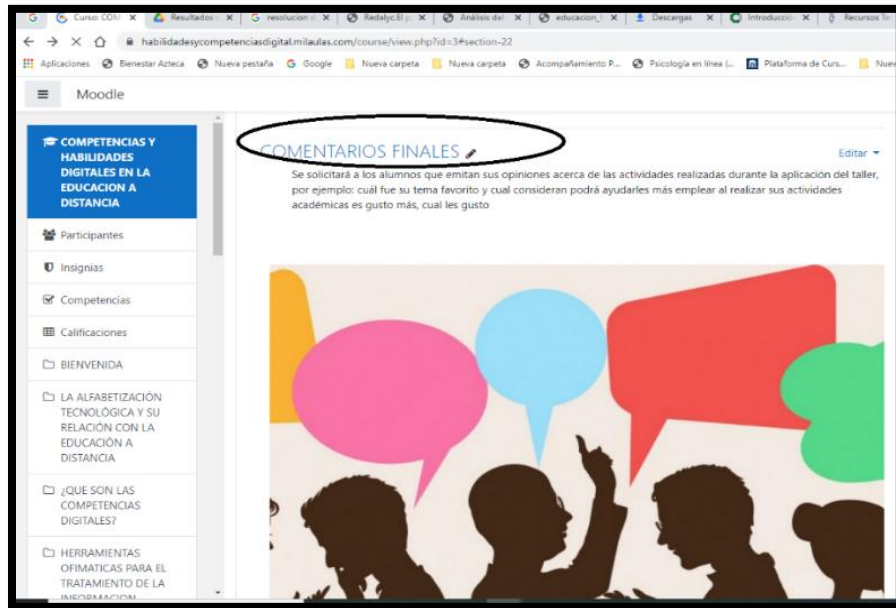 Curso: COM
Resultados
resolucion d
Redalyc.El p
Análisis del
educacion_
Descargas
Introducció
Recursos Te
habilidadesycompetenciasdigital.milaulas.com/course/view.php?id=3#section-22
Aplicaciones
Bienestar Azteca
Nueva pestaña
Google
Nueva carpeta
Nueva carpeta
Acompañamiento P...
Psicología en línea (...
Plataforma de Curs...
Moodle
COMPETENCIAS Y
HABILIDADES
DIGITALES EN LA
EDUCACION A
DISTANCIA
Participantes
Insignias
Competencias
Calificaciones
BIENVENIDA
LA ALFABETIZACIÓN
TECNOLÓGICA Y SU
RELACIÓN CON LA
EDUCACIÓN A
DISTANCIA
¿QUE SON LAS
COMPETENCIAS
DIGITALES?
HERRAMIENTAS
OFIMATICAS PARA EL
TRATAMIENTO DE LA
INFORMACION
COMENTARIOS FINALES
Editar
Se solicitará a los alumnos que emitan sus opiniones acerca de las actividades realizadas durante la aplicación del taller,
por ejemplo: cuál fue su tema favorito y cual consideran podrá ayudarles más emplear al realizar sus actividades
académicas es gusto más, cual les gusto